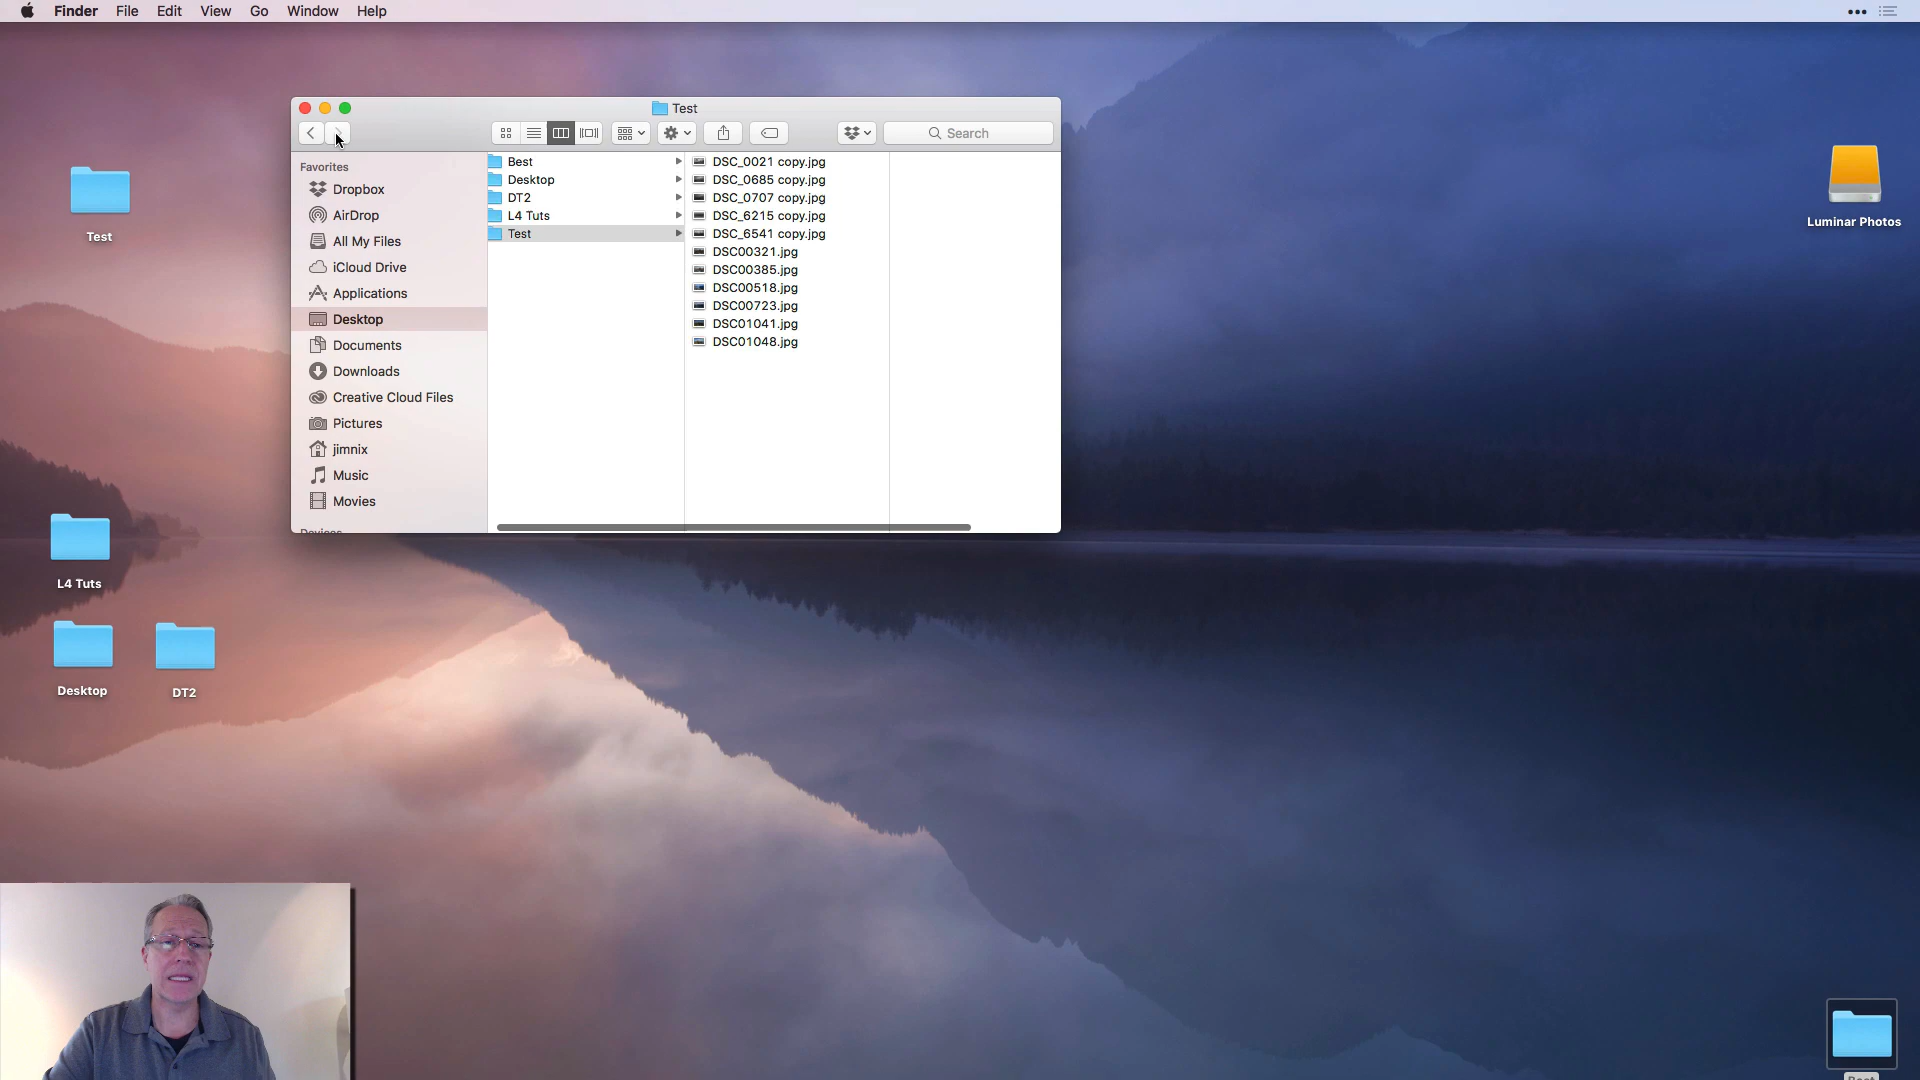 Finder File Edit View Go Window Help
Test
Search
Favorites
Dropbox
AirDrop
All My Files
iCloud Drive
Applications
Desktop
Documents
Downloads
Creative Cloud Files
Pictures
jimnix
Music
Movies
Devices
Best
Desktop
DT2
L4 Tuts
Test
DSC_0021 copy.jpg
DSC_0685 copy.jpg
DSC_0707 copy.jpg
DSC_6215 copy.jpg
DSC_6541 copy.jpg
DSC00321.jpg
DSC00385.jpg
DSC00518.jpg
DSC00723.jpg
DSC01041.jpg
DSC01048.jpg
Test
Luminar Photos
L4 Tuts
Desktop
DT2
Best